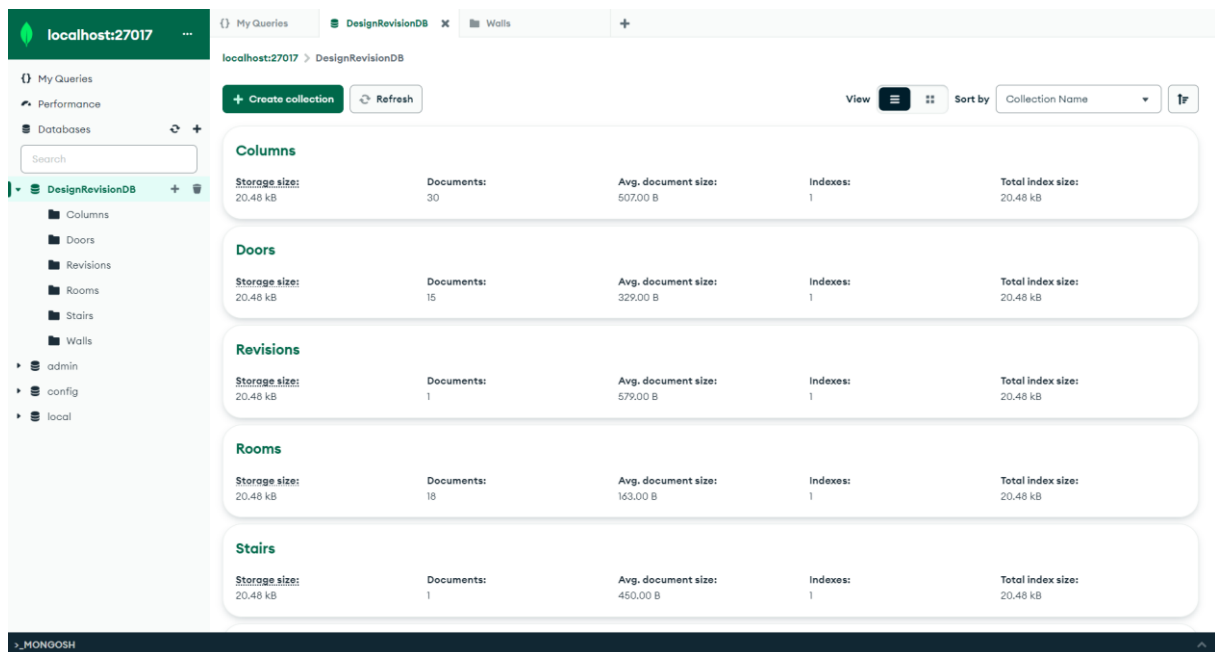 localhost:27017 ...
{} My Queries
Performance
Databases
Search
DesignRevisionDB
Columns
Doors
Revisions
Rooms
Stairs
Walls
admin
config
local
{} My Queries DesignRevisionDB Walls
localhost:27017 > DesignRevisionDB
+ Create collection Refresh View Sort by Collection Name
Columns
Storage size: Documents: Avg. document size: Indexes: Total index size:
20.48 kB 30 507.00 B 1 20.48 kB
Doors
Storage size: Documents: Avg. document size: Indexes: Total index size:
20.48 kB 15 329.00 B 1 20.48 kB
Revisions
Storage size: Documents: Avg. document size: Indexes: Total index size:
20.48 kB 1 579.00 B 1 20.48 kB
Rooms
Storage size: Documents: Avg. document size: Indexes: Total index size:
20.48 kB 18 163.00 B 1 20.48 kB
Stairs
Storage size: Documents: Avg. document size: Indexes: Total index size:
20.48 kB 1 450.00 B 1 20.48 kB
>_MONGOSH